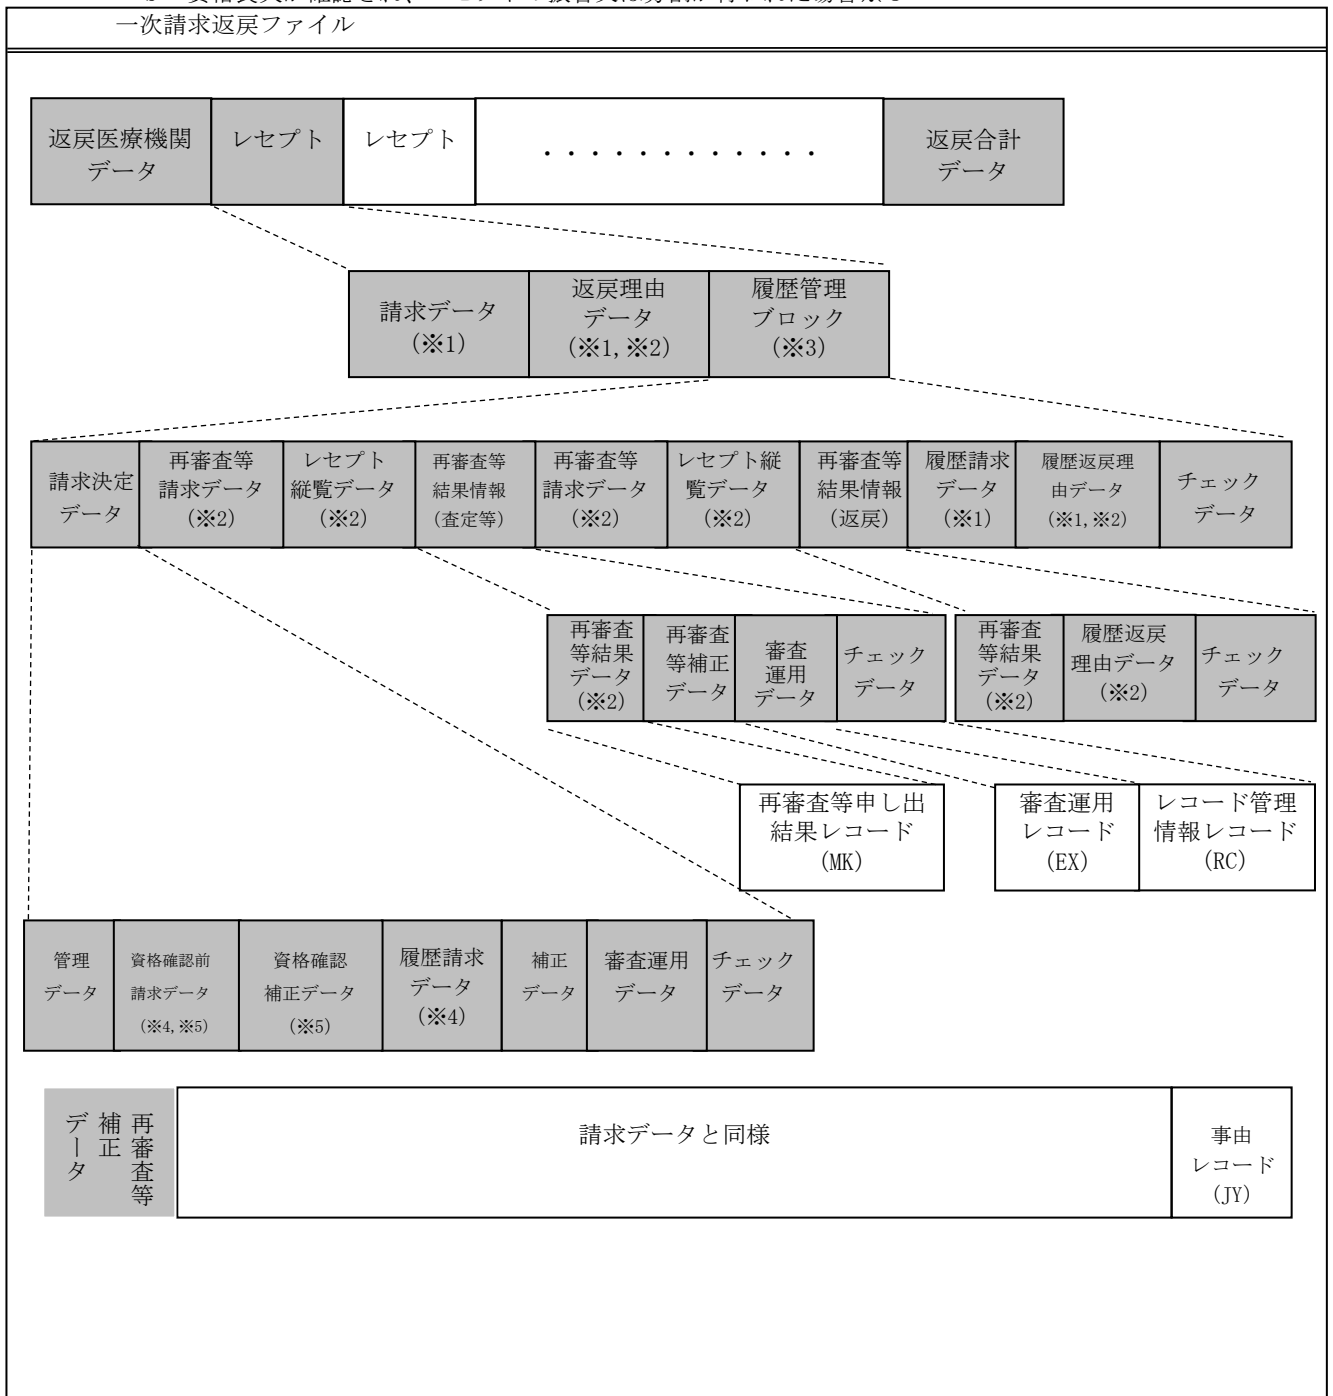 一次請求返戻ファイル
返戻医療機関
データ
レセプト
レセプト
・・・・・・・・・・・・
返戻合計
データ
請求データ
(※1)
返戻理由
データ
(※1,※2)
履歴管理
ブロック
(※3)
請求決定
データ
再審査等
請求データ
(※2)
レセプト
縦覧データ
(※2)
再審査等
結果情報
(査定等)
再審査等
請求データ
(※2)
レセプト縦
覧データ
(※2)
再審査等
結果情報
(返戻)
履歴請求
データ
(※1)
履歴返戻理
由データ
(※1,※2)
チェック
データ
再審査
等結果
データ
(※2)
再審査
等補正
データ
審査
運用
データ
チェック
データ
再審査
等結果
データ
(※2)
履歴返戻
理由データ
(※2)
チェック
データ
再審査等申し出
結果レコード
(MK)
審査運用
レコード
(EX)
レコード管理
情報レコード
(RC)
管理
データ
資格確認前
請求データ
(※4,※5)
資格確認
補正データ
(※5)
履歴請求
データ
(※4)
補正
データ
審査運用
データ
チェック
データ
再審査等
補正
データ
請求データと同様
事由
レコード
(JY)